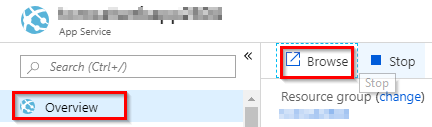 App Service
Search (Ctrl+/)
«
Overview
Browse
Stop
Stop
Resource group (change)